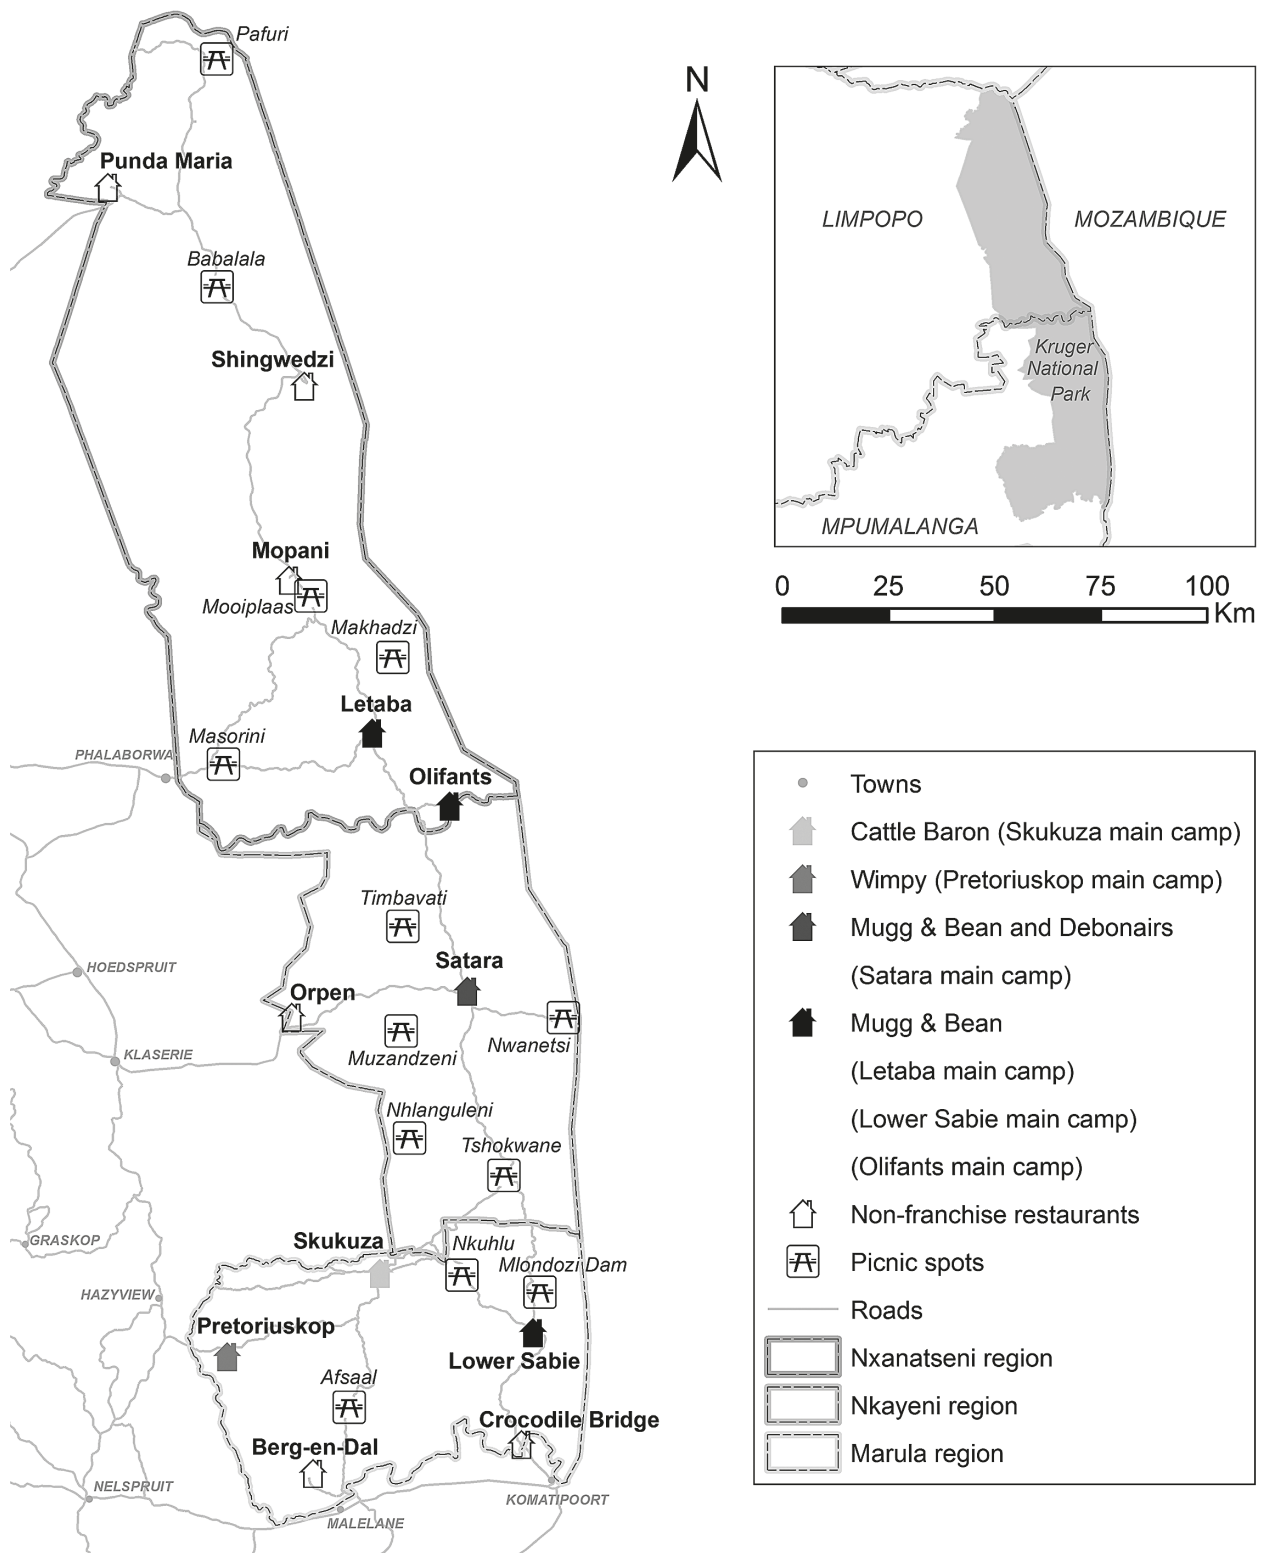 Pafuri
N
Punda Maria
LIMPOPO
MOZAMBIQUE
Babalala
Shingwedzi
Kruger
National
Park
MPUMALANGA
Mopani
Mooiplaas
0 25 50 75 100
Km
Makhadzi
Letaba
Masorini
PHALABORWA
Olifants
Timbavati
Satara
HOEDSPRUIT
Orpen
Nwanetsi
KLASERIE
Muzandzeni
Nhlanguleni
Tshokwane
Skukuza
GRASKOP
Nkuhlu
Mlondozi Dam
HAZYVIEW
Pretoriuskop
Lower Sabie
Afsaal
Crocodile Bridge
Berg-en-Dal
NELSPRUIT
KOMATIPOORT
MALELANE
Towns
Cattle Baron (Skukuza main camp)
Wimpy (Pretoriuskop main camp)
Mugg & Bean and Debonairs
(Satara main camp)
Mugg & Bean
(Letaba main camp)
(Lower Sabie main camp)
(Olifants main camp)
Non-franchise restaurants
Picnic spots
Roads
Nxanatseni region
Nkayeni region
Marula region